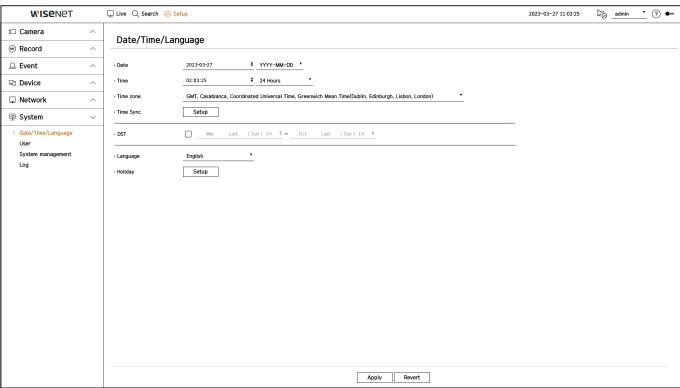 WISENET
Live Search Setup
2023-03-27 11:03:25 admin ?
Camera
Record
Event
Device
Network
System
Date/Time/Language
User
System management
Log
Date/Time/Language
Date 2023-03-27 YYYY-MM-DD
Time 02:03:25 24 Hours
Time zone GMT, Casablanca, Coordinated Universal Time, Greenwich Mean Time(Dublin, Edinburgh, Lisbon, London)
Time Sync Setup
DST Mar Last (Sun) 1H – Oct Last (Sun) 1H
Language English
Holiday Setup
Apply Revert